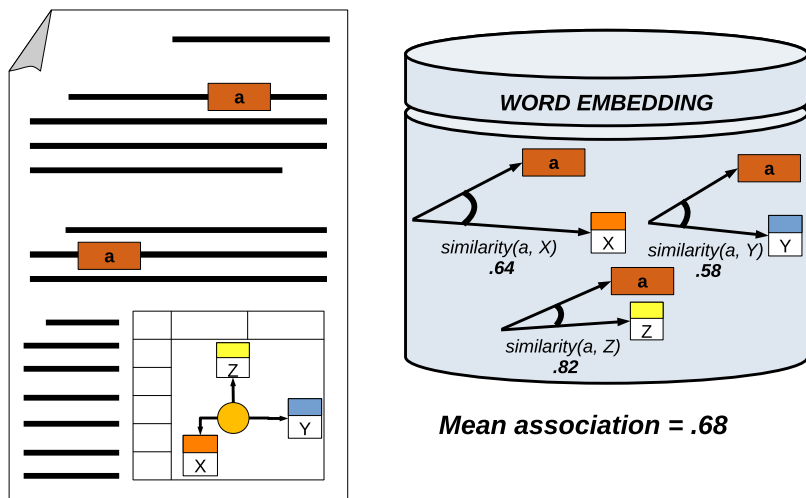 a
a
Z
Y
X
WORD EMBEDDING
a
a
X
Y
similarity(a, X)
.64
similarity(a, Y)
.58
a
Z
similarity(a, Z)
.82
Mean association = .68